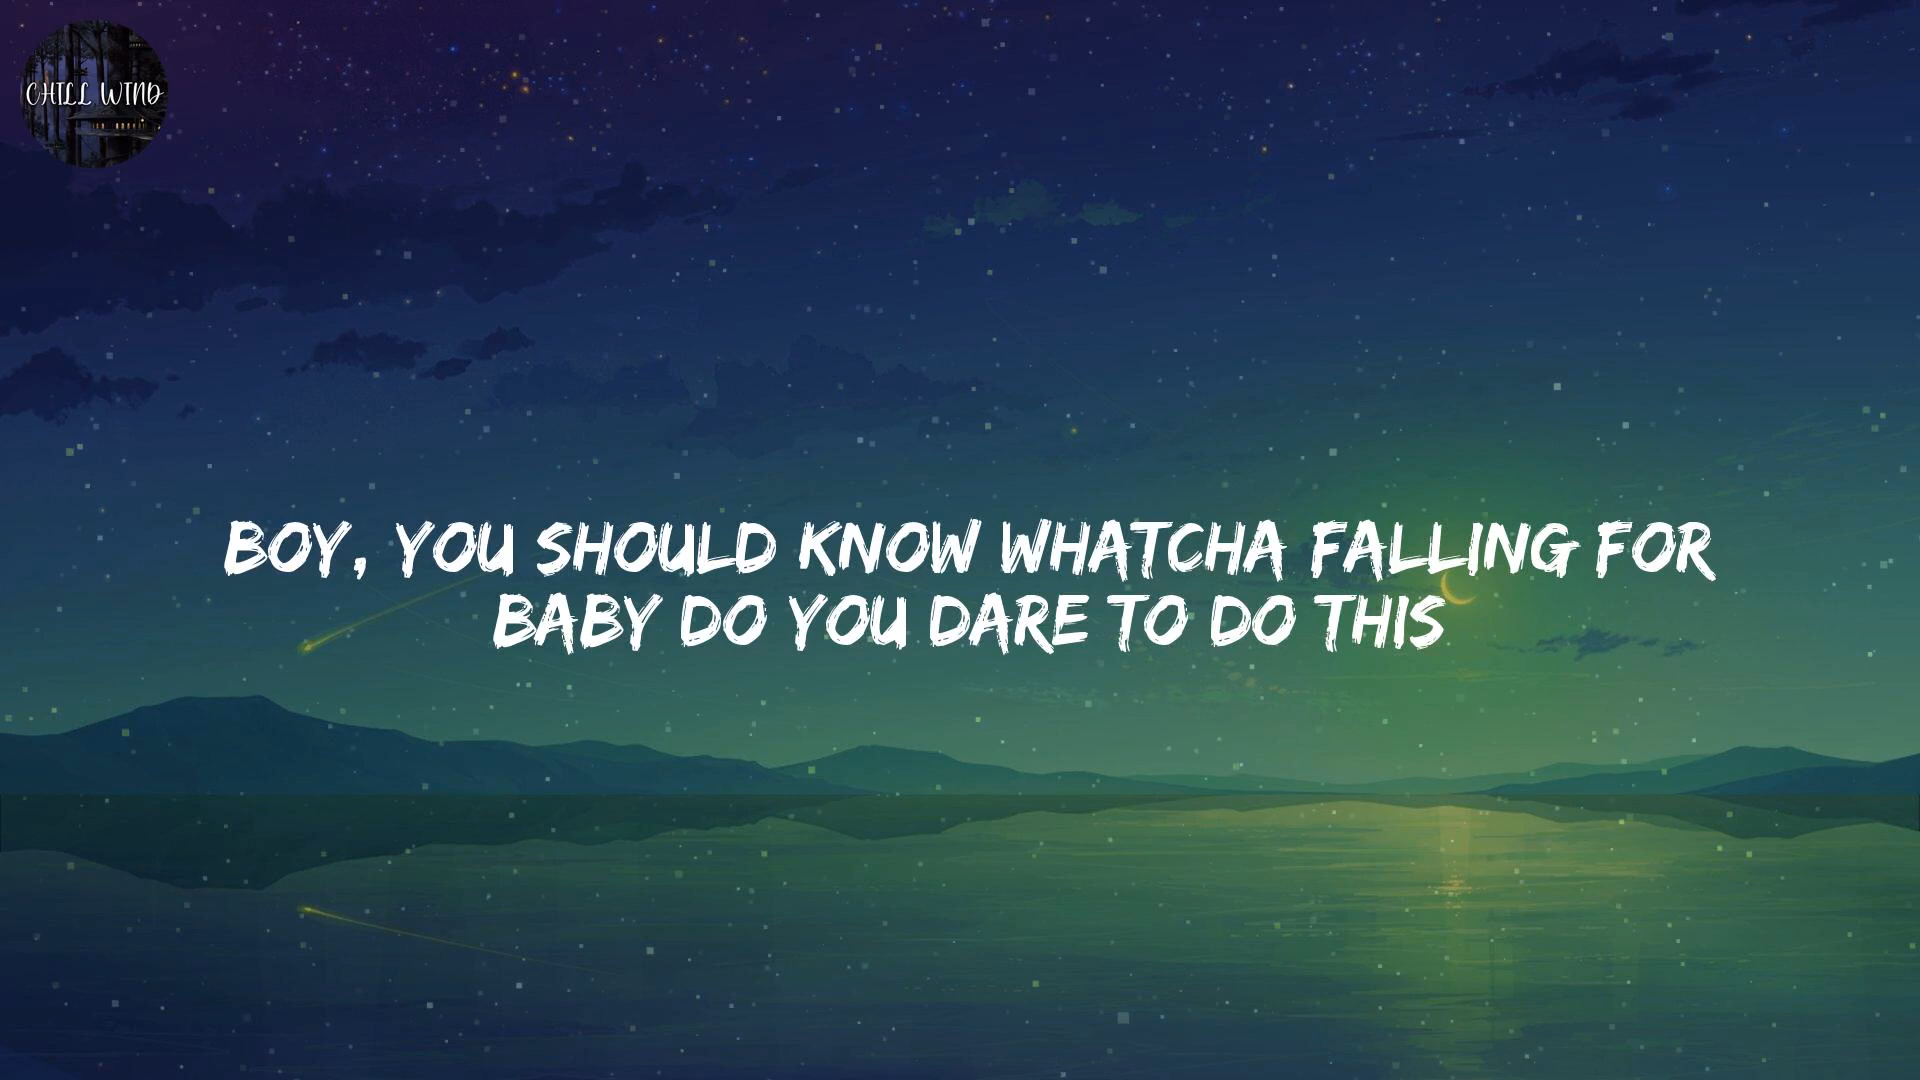 CHILL WIND
BOY, YOU SHOULD KNOW WHATCHA FALLING FOR
BABY DO YOU DARE TO DO THIS